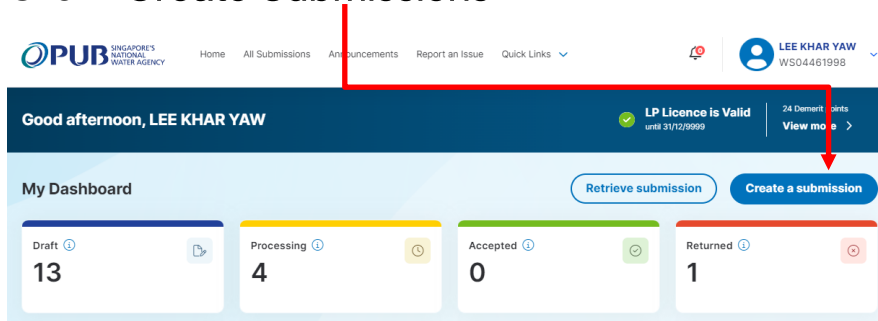 Create Submissions
PUB SINGAPORE'S NATIONAL WATER AGENCY
Home All Submissions Announcements Report an Issue Quick Links
LEE KHAR YAW
WS04461998
Good afternoon, LEE KHAR YAW
LP Licence is Valid
until 31/12/9999
24 Demerit Points
View more >
My Dashboard
Retrieve submission
Create a submission
Draft
13
Processing
4
Accepted
0
Returned
1